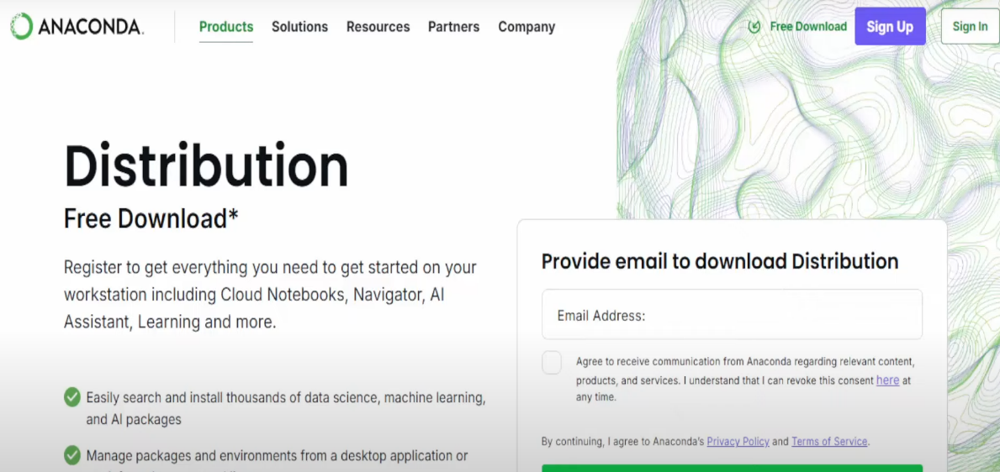 ANACONDA.
Products Solutions Resources Partners Company
Free Download Sign Up Sign In
Distribution
Free Download*
Register to get everything you need to get started on your
workstation including Cloud Notebooks, Navigator, AI
Assistant, Learning and more.
Easily search and install thousands of data science, machine learning,
and AI packages
Manage packages and environments from a desktop application or
Provide email to download Distribution
Email Address:
Agree to receive communication from Anaconda regarding relevant content,
products, and services. I understand that I can revoke this consent here at
any time.
By continuing, I agree to Anaconda's Privacy Policy and Terms of Service.